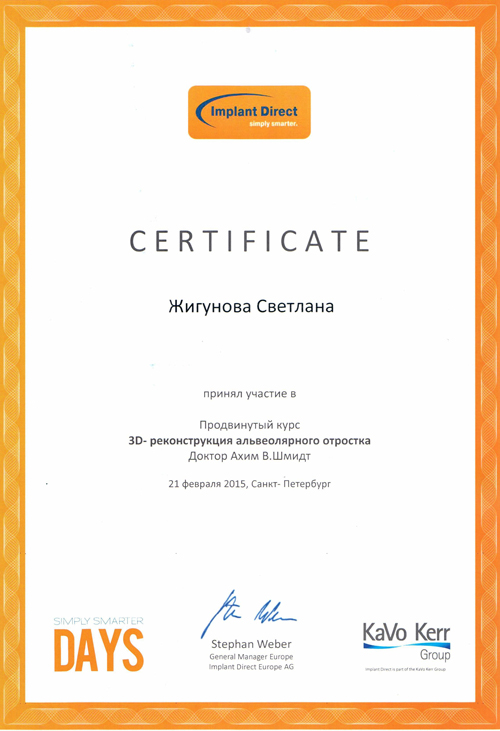 Implant Direct
simply smarter.
CERTIFICATE
Жигунова Светлана
принял участие в
Продвинутый курс
3D- реконструкция альвеолярного отростка
Доктор Ахим В.Шмидт
21 февраля 2015, Санкт- Петербург
SIMPLY SMARTER
DAYS
Stephan Weber
General Manager Europe
Implant Direct Europe AG
KaVo Kerr
Group
Implant Direct is part of the KaVo Kerr Group